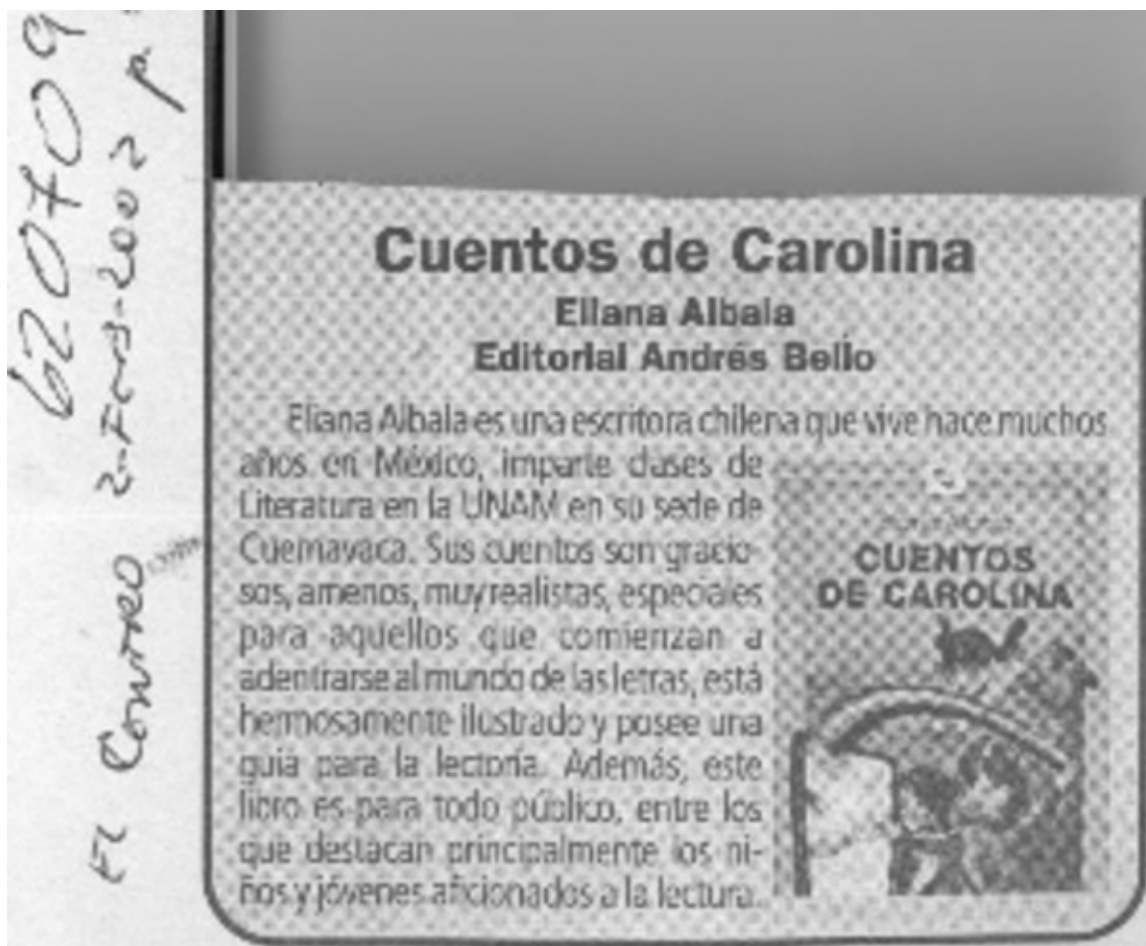 620709
El Centro 2-Feb-2002 p.
Cuentos de Carolina
Eliana Albala
Editorial Andrés Bello
Eliana Albala es una escritora chilena que vive hace muchos
años en México, imparte clases de
Literatura en la UNAM en su sede de
Cuernavaca. Sus cuentos son gracio-
sos, amenos, muy realistas, especiales
para aquellos que comienzan a
adentrarse al mundo de las letras, está
hermosamente ilustrado y posee una
guía para la lectoría. Además, este
libro es para todo público, entre los
que destacan principalmente los ni-
ños y jóvenes aficionados a la lectura.
CUENTOS
DE CAROLINA